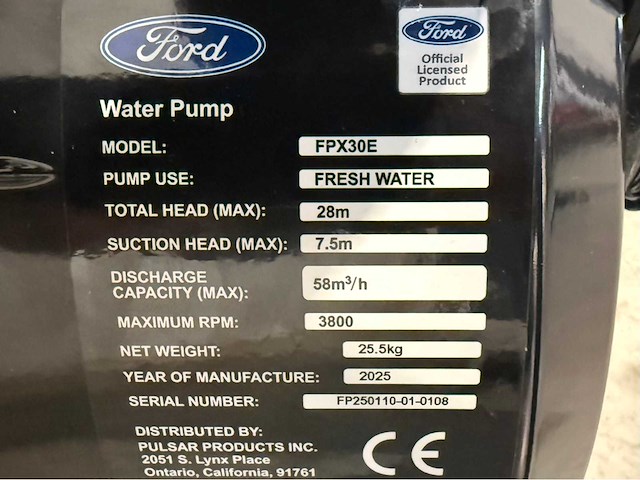 Ford
Ford
Official
Licensed
Product
Water Pump
MODEL: FPX30E
PUMP USE: FRESH WATER
TOTAL HEAD (MAX): 28m
SUCTION HEAD (MAX): 7.5m
DISCHARGE
CAPACITY (MAX): 58m³/h
MAXIMUM RPM: 3800
NET WEIGHT: 25.5kg
YEAR OF MANUFACTURE: 2025
SERIAL NUMBER: FP250110-01-0108
DISTRIBUTED BY:
PULSAR PRODUCTS INC.
2051 S. Lynx Place
Ontario, California, 91761
CE